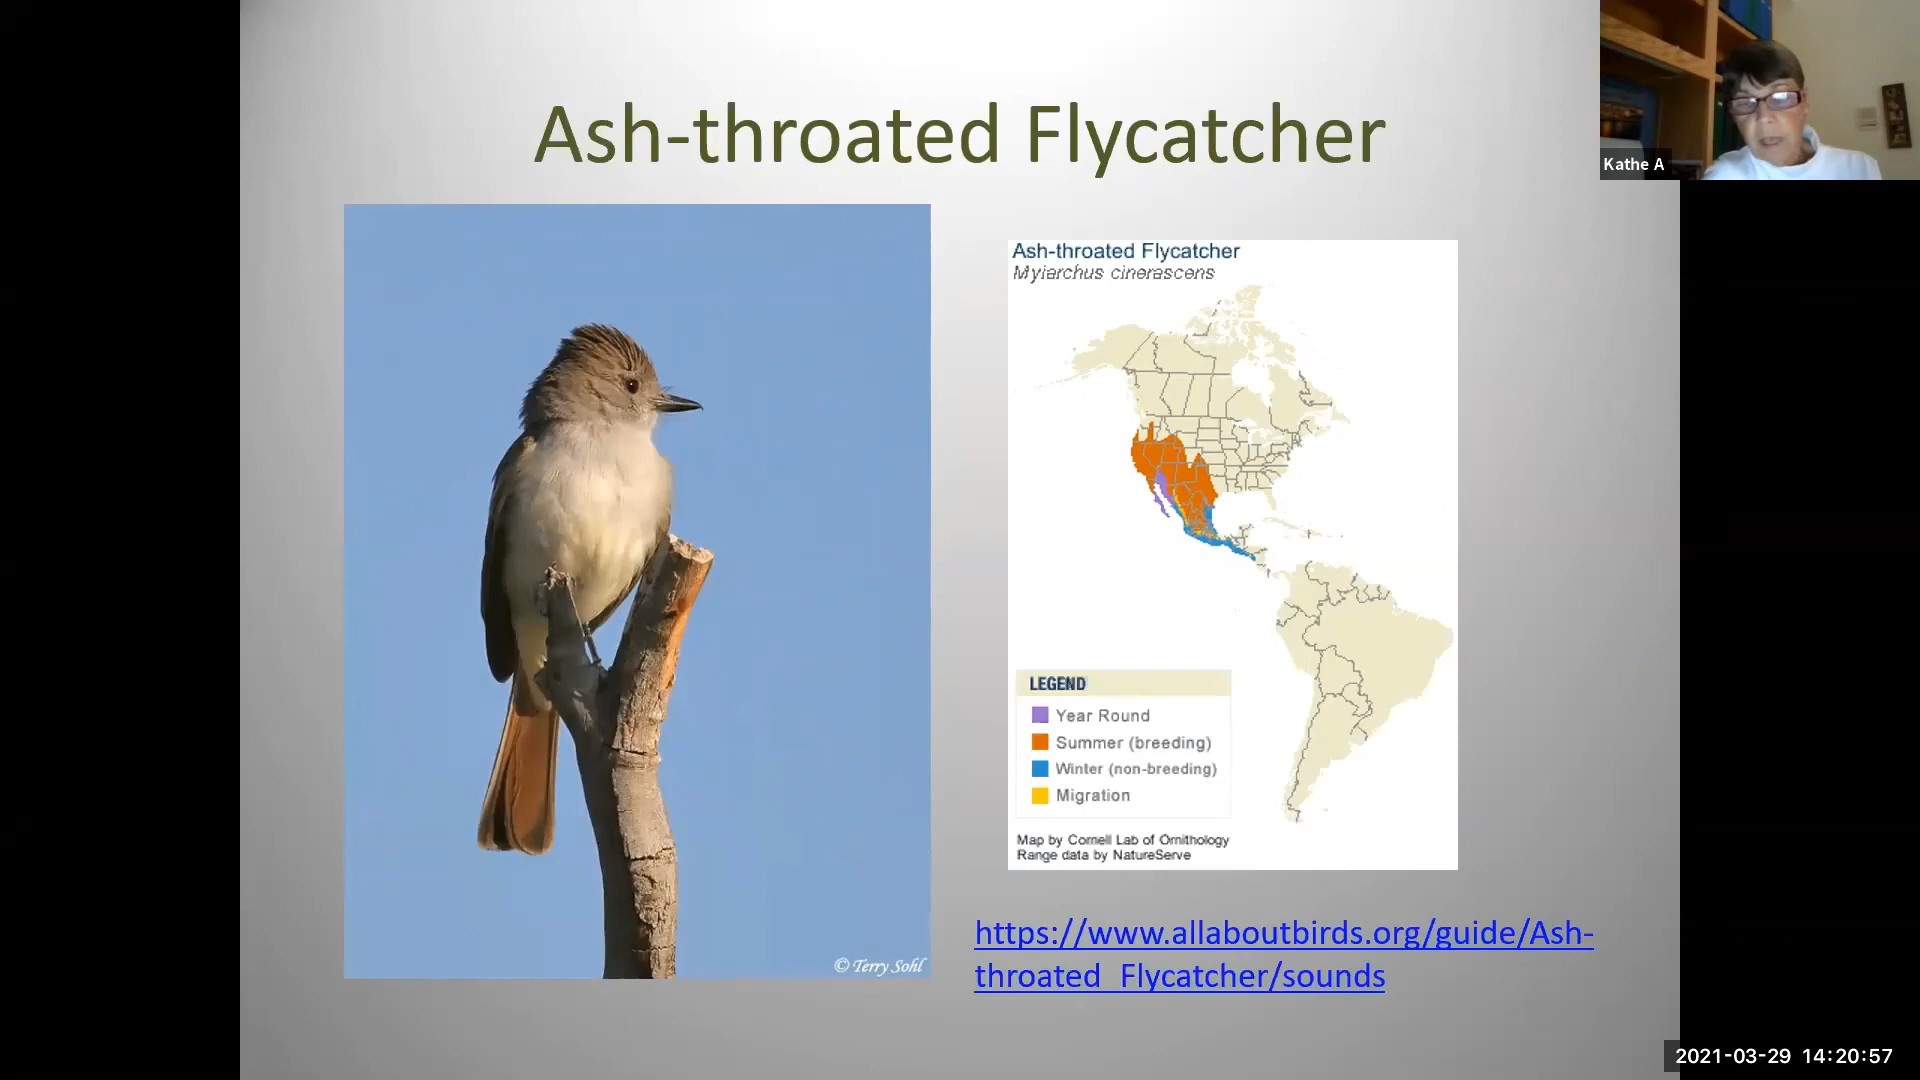 Ash-throated Flycatcher
Kathe A
Ash-throated Flycatcher
Myiarchus cinerascens
LEGEND
Year Round
Summer (breeding)
Winter (non-breeding)
Migration
Map by Cornell Lab of Ornithology
Range data by NatureServe
© Terry Sohl
https://www.allaboutbirds.org/guide/Ash-
throated_Flycatcher/sounds
2021-03-29 14:20:57